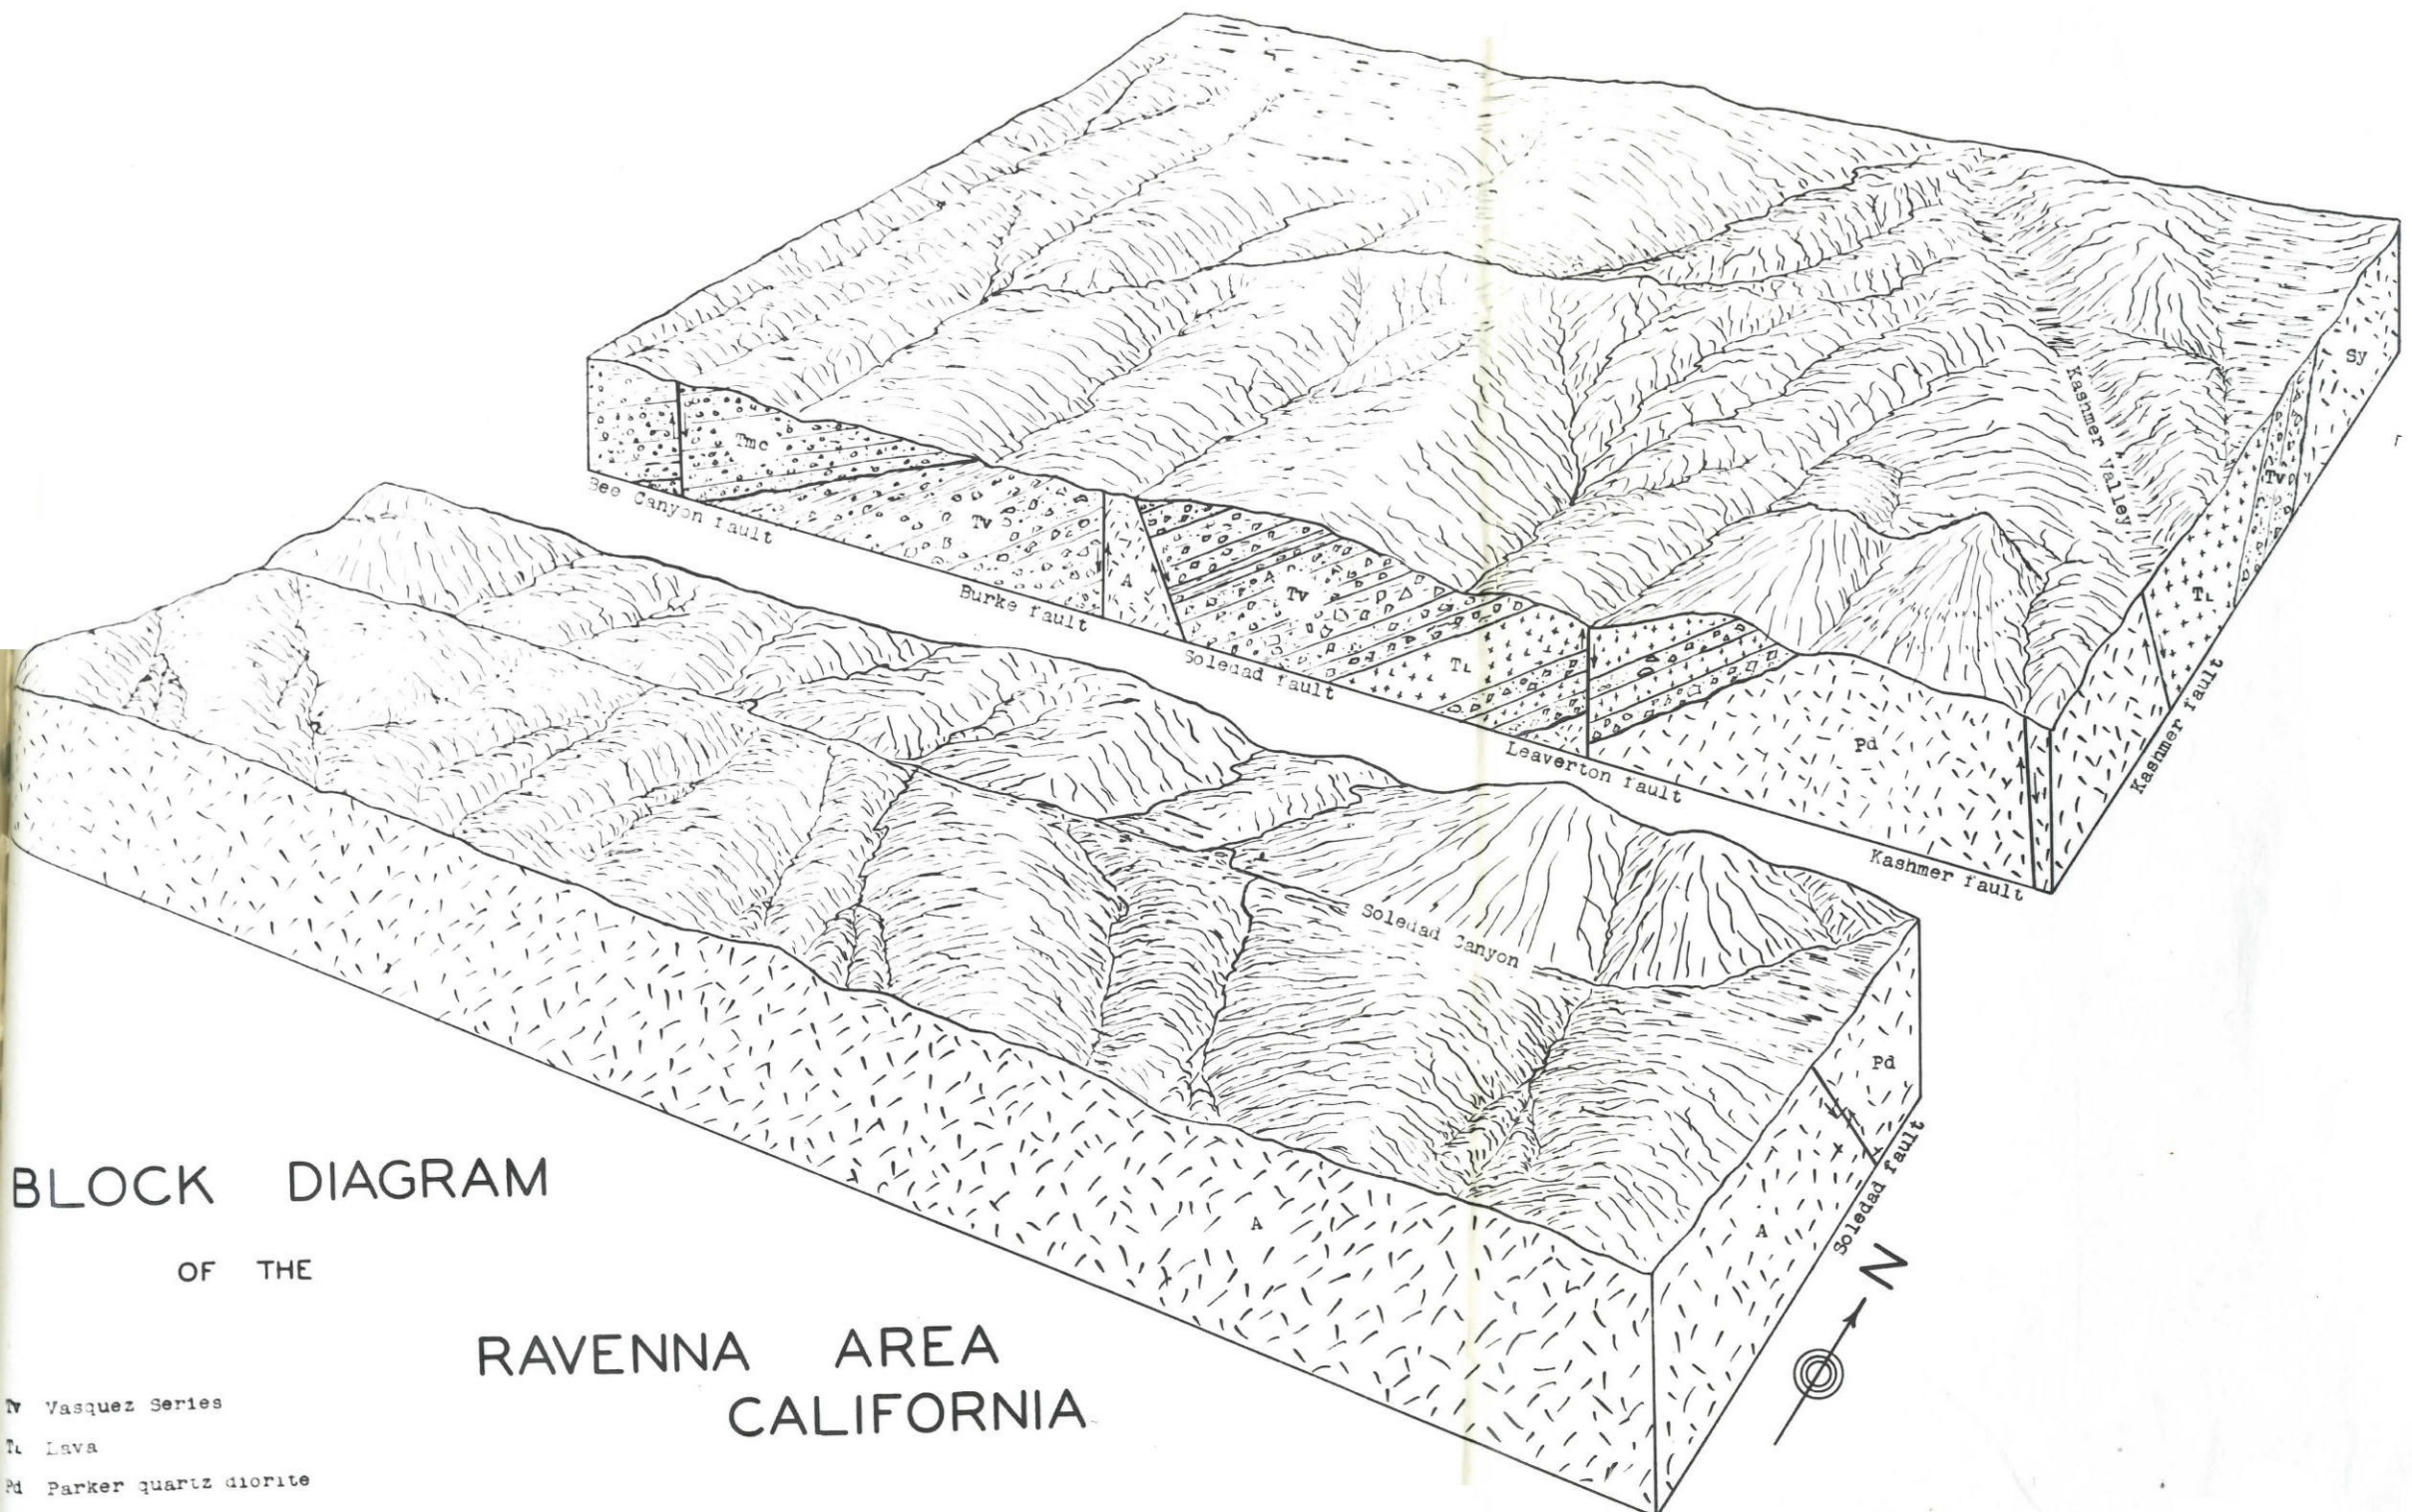 Sy
Kashmer Valley
Tmc
Tv
Tv
A
Tv
TL
TL
Bee Canyon fault
Burke fault
Soledad fault
Leaverton fault
Pd
Kashmer fault
Kashmer fault
Soledad Canyon
Pd
A
A
Soledad fault
N
BLOCK DIAGRAM
OF THE
RAVENNA AREA
CALIFORNIA
Tv Vasquez Series
TL Lava
Pd Parker quartz diorite